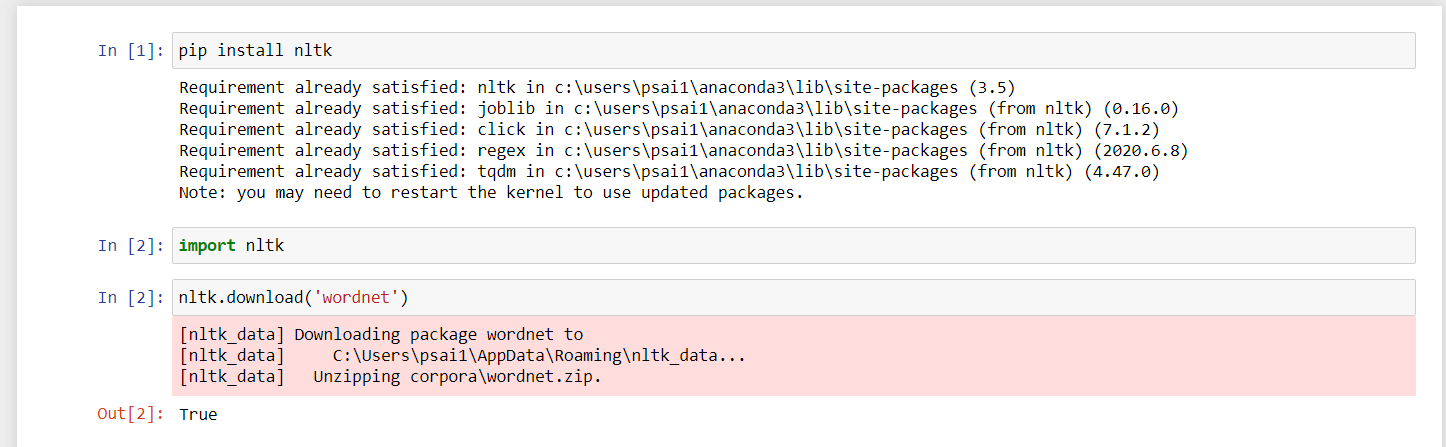 In [1]: pip install nltk
Requirement already satisfied: nltk in c:\users\psai1\anaconda3\lib\site-packages (3.5)
Requirement already satisfied: joblib in c:\users\psai1\anaconda3\lib\site-packages (from nltk) (0.16.0)
Requirement already satisfied: click in c:\users\psai1\anaconda3\lib\site-packages (from nltk) (7.1.2)
Requirement already satisfied: regex in c:\users\psai1\anaconda3\lib\site-packages (from nltk) (2020.6.8)
Requirement already satisfied: tqdm in c:\users\psai1\anaconda3\lib\site-packages (from nltk) (4.47.0)
Note: you may need to restart the kernel to use updated packages.
In [2]: import nltk
In [2]: nltk.download('wordnet')
[nltk_data] Downloading package wordnet to
[nltk_data]     C:\Users\psai1\AppData\Roaming\nltk_data...
[nltk_data]   Unzipping corpora\wordnet.zip.
Out[2]: True